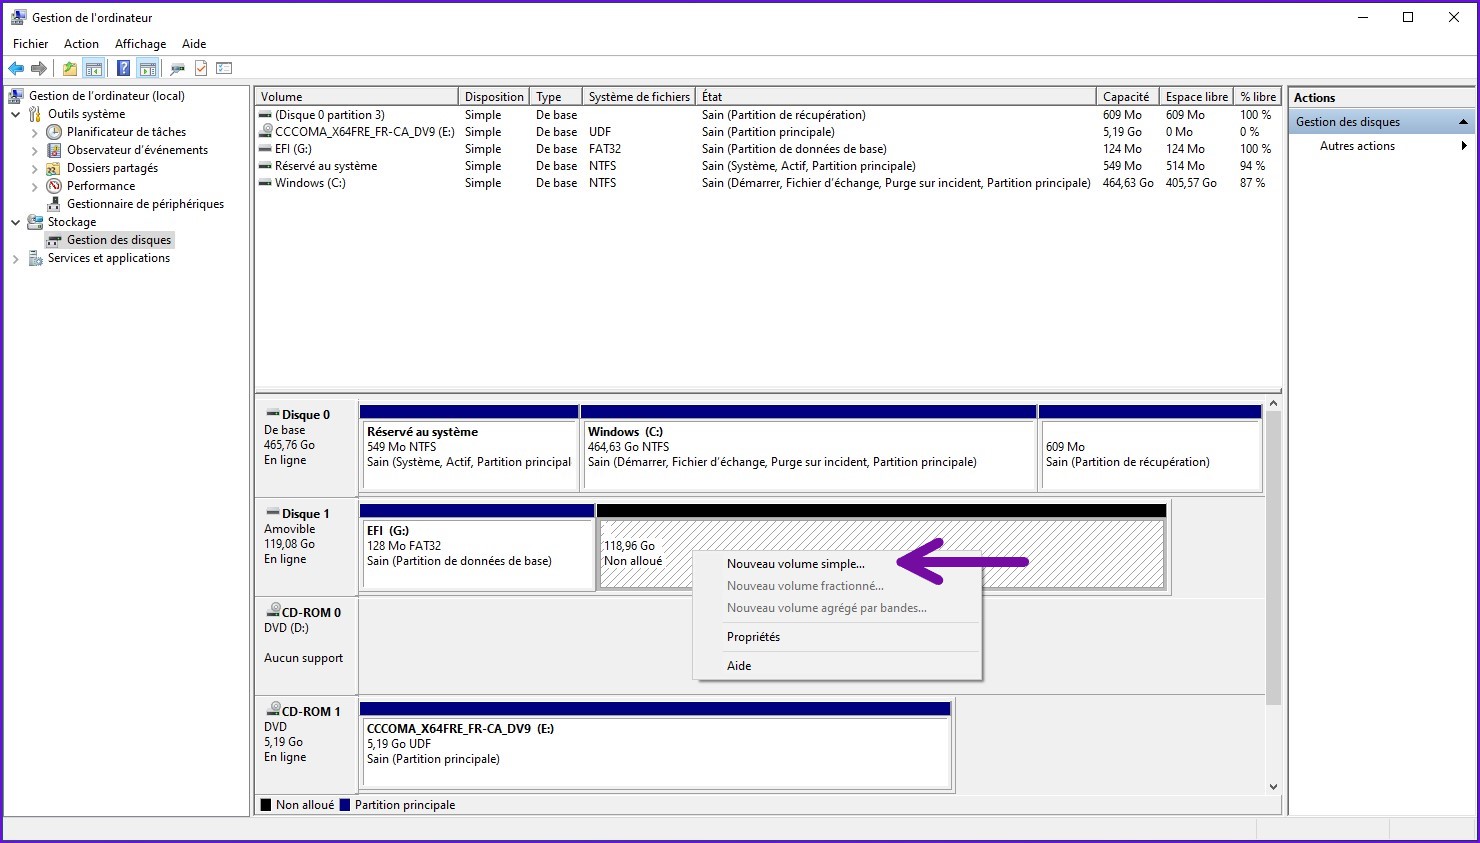 Gestion de l'ordinateur
Fichier Action Affichage Aide
Gestion de l'ordinateur (local)
Outils système
Planificateur de tâches
Observateur d'événements
Dossiers partagés
Performance
Gestionnaire de périphériques
Stockage
Gestion des disques
Services et applications
Volume Disposition Type Système de fichiers État Capacité Espace libre % libre
(Disque 0 partition 3) Simple De base Sain (Partition de récupération) 609 Mo 609 Mo 100 %
CCCOMA_X64FRE_FR-CA_DV9 (E:) Simple De base UDF Sain (Partition principale) 5,19 Go 0 Mo 0 %
EFI (G:) Simple De base FAT32 Sain (Partition de données de base) 124 Mo 124 Mo 100 %
Réservé au système Simple De base NTFS Sain (Système, Actif, Partition principale) 549 Mo 514 Mo 94 %
Windows (C:) Simple De base NTFS Sain (Démarrer, Fichier d'échange, Purge sur incident, Partition principale) 464,63 Go 405,57 Go 87 %
Actions
Gestion des disques
Autres actions
Disque 0
De base
465,76 Go
En ligne
Réservé au système
549 Mo NTFS
Sain (Système, Actif, Partition principal
Windows (C:)
464,63 Go NTFS
Sain (Démarrer, Fichier d'échange, Purge sur incident, Partition principale)
609 Mo
Sain (Partition de récupération)
Disque 1
Amovible
119,08 Go
En ligne
EFI (G:)
128 Mo FAT32
Sain (Partition de données de base)
118,96 Go
Non alloué
Nouveau volume simple...
Nouveau volume fractionné...
Nouveau volume agrégé par bandes...
Propriétés
Aide
CD-ROM 0
DVD (D:)
Aucun support
CD-ROM 1
DVD
5,19 Go
En ligne
CCCOMA_X64FRE_FR-CA_DV9 (E:)
5,19 Go UDF
Sain (Partition principale)
Non alloué Partition principale